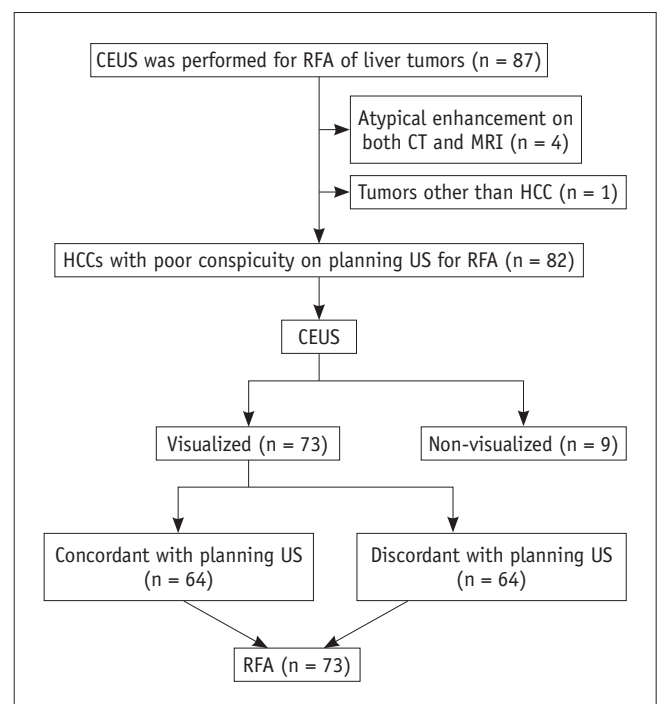 CEUS was performed for RFA of liver tumors (n = 87)
Atypical enhancement on
both CT and MRI (n = 4)
Tumors other than HCC (n = 1)
HCCs with poor conspicuity on planning US for RFA (n = 82)
CEUS
Visualized (n = 73)
Non-visualized (n = 9)
Concordant with planning US
(n = 64)
Discordant with planning US
(n = 64)
RFA (n = 73)